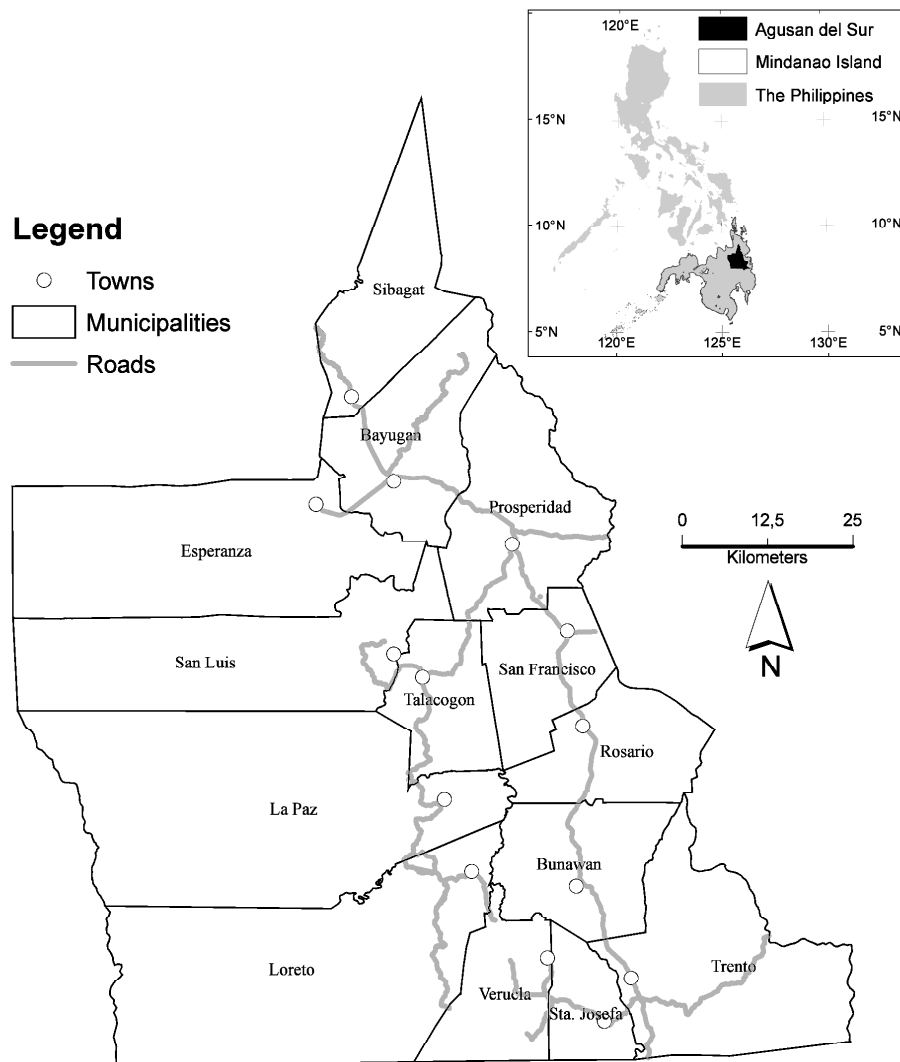 120°E
Agusan del Sur
Mindanao Island
The Philippines
15°N
15°N
10°N
10°N
5°N
5°N
120°E
125°E
130°E
Legend
Towns
Municipalities
Roads
Sibagat
Bayugan
Prosperidad
Esperanza
0
12,5
25
Kilometers
N
San Luis
San Francisco
Talacogon
Rosario
La Paz
Bunawan
Loreto
Veruela
Sta. Josefa
Trento